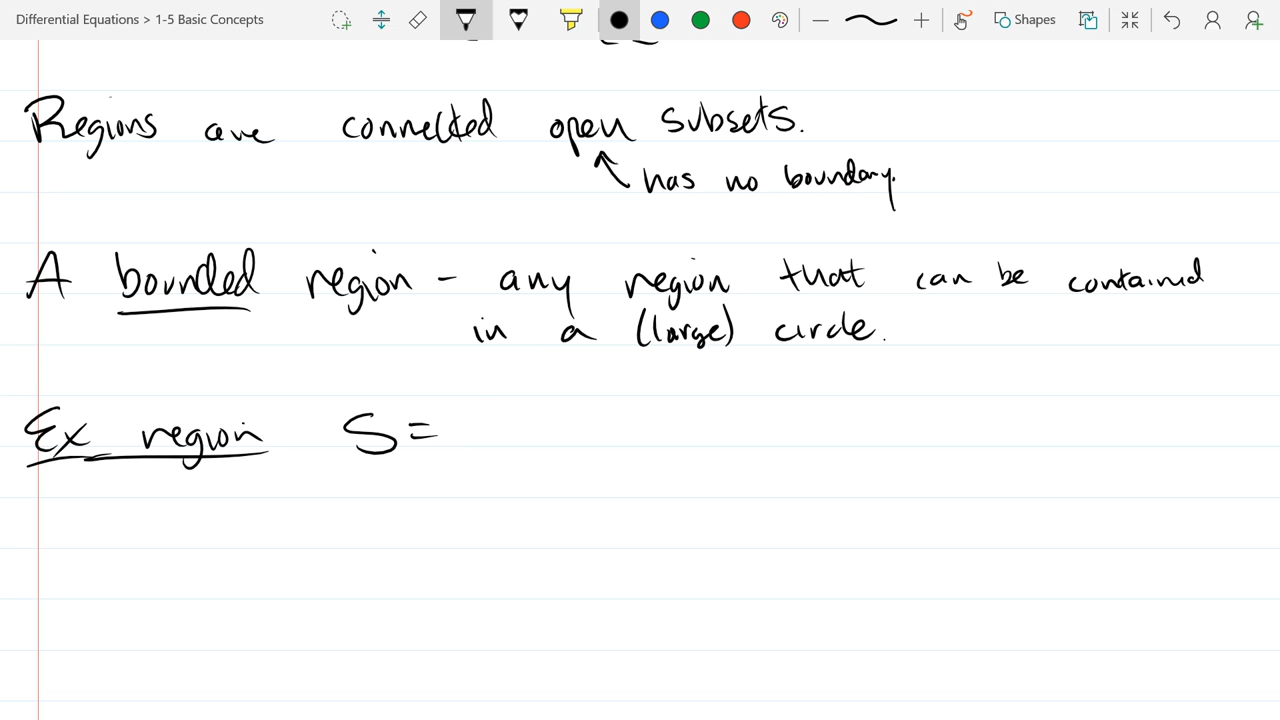 Differential Equations > 1-5 Basic Concepts
Shapes
Regions are connected open subsets.
has no boundary.
A bounded region - any region that can be contained
in a (large) circle.
Ex region S =